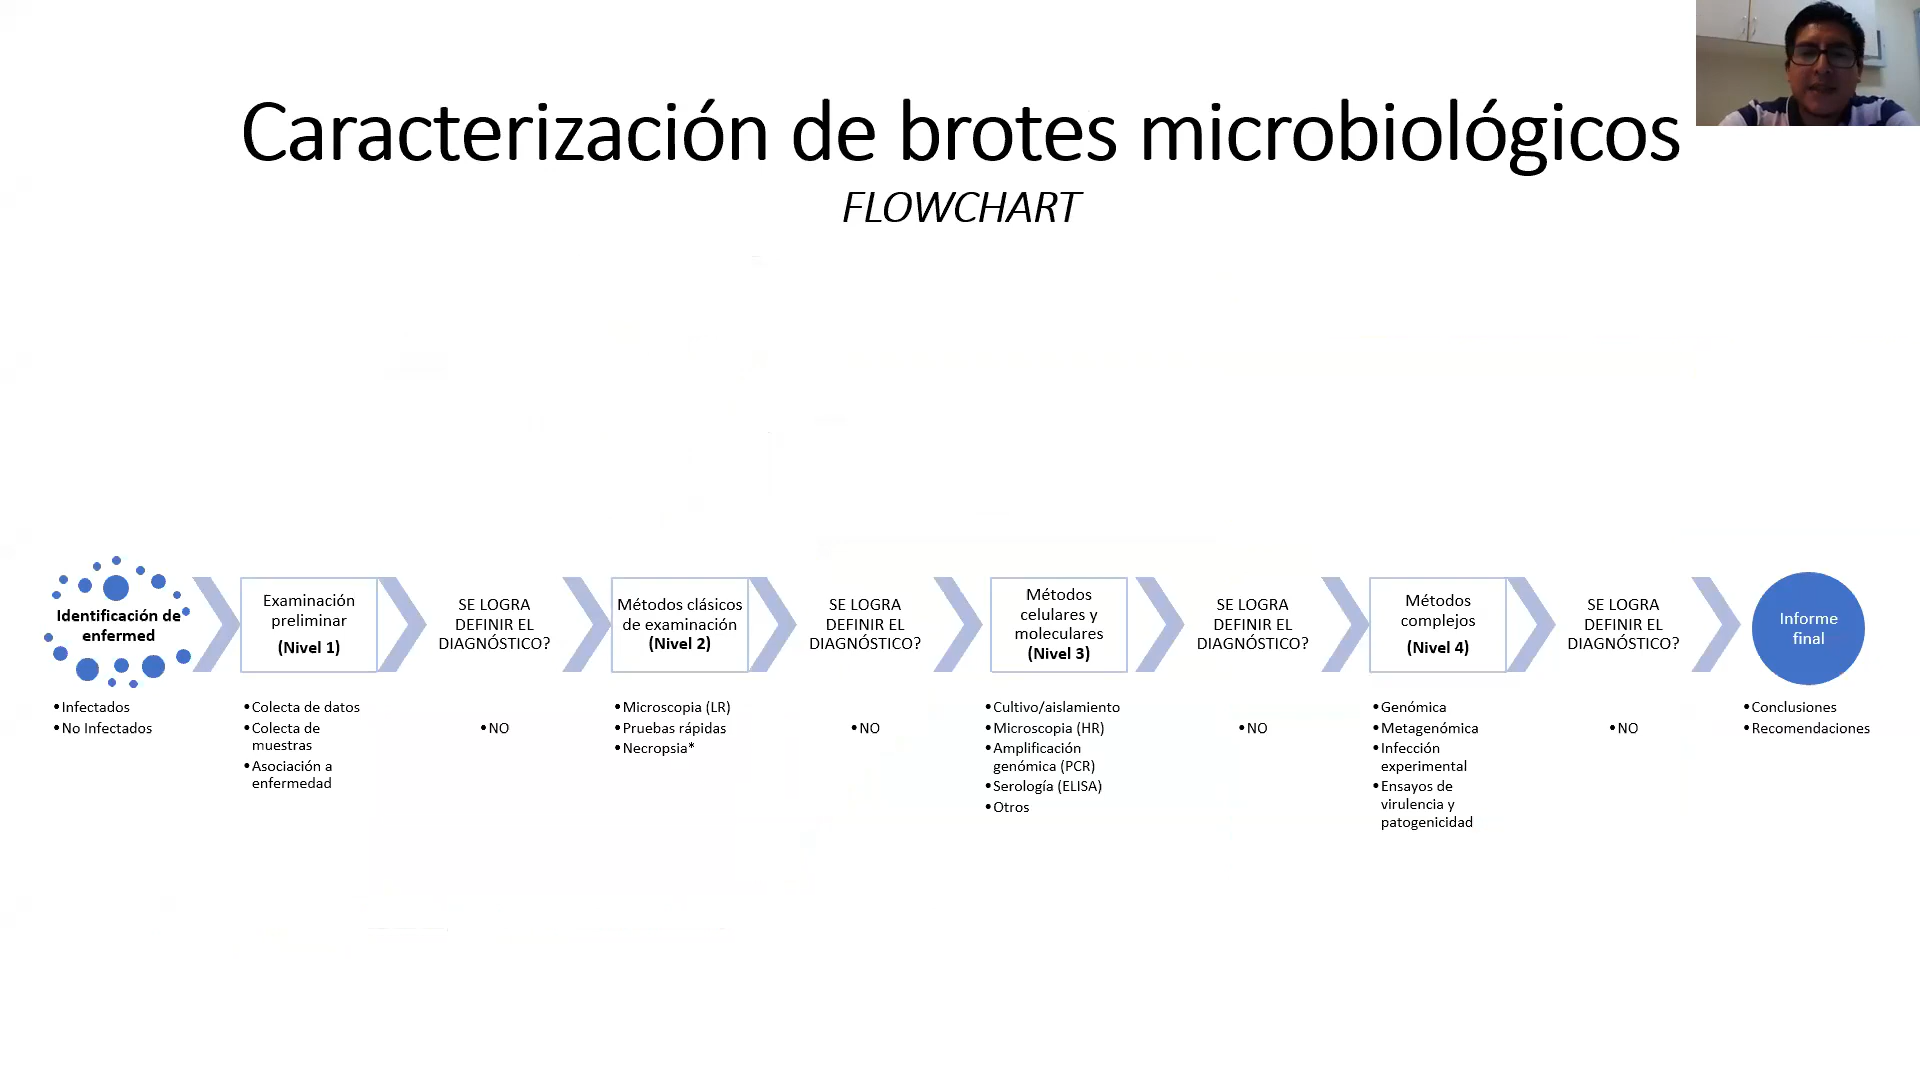 Caracterización de brotes microbiológicos
FLOWCHART
Identificación de
enfermed
•Infectados
•No Infectados
Examinación
preliminar
(Nivel 1)
•Colecta de datos
•Colecta de
muestras
•Asociación a
enfermedad
SE LOGRA
DEFINIR EL
DIAGNÓSTICO?
•NO
Métodos clásicos
de examinación
(Nivel 2)
•Microscopia (LR)
•Pruebas rápidas
•Necropsia*
SE LOGRA
DEFINIR EL
DIAGNÓSTICO?
•NO
Métodos
celulares y
moleculares
(Nivel 3)
•Cultivo/aislamiento
•Microscopia (HR)
•Amplificación
genómica (PCR)
•Serología (ELISA)
•Otros
SE LOGRA
DEFINIR EL
DIAGNÓSTICO?
•NO
Métodos
complejos
(Nivel 4)
•Genómica
•Metagenómica
•Infección
experimental
•Ensayos de
virulencia y
patogenicidad
SE LOGRA
DEFINIR EL
DIAGNÓSTICO?
•NO
Informe
final
•Conclusiones
•Recomendaciones